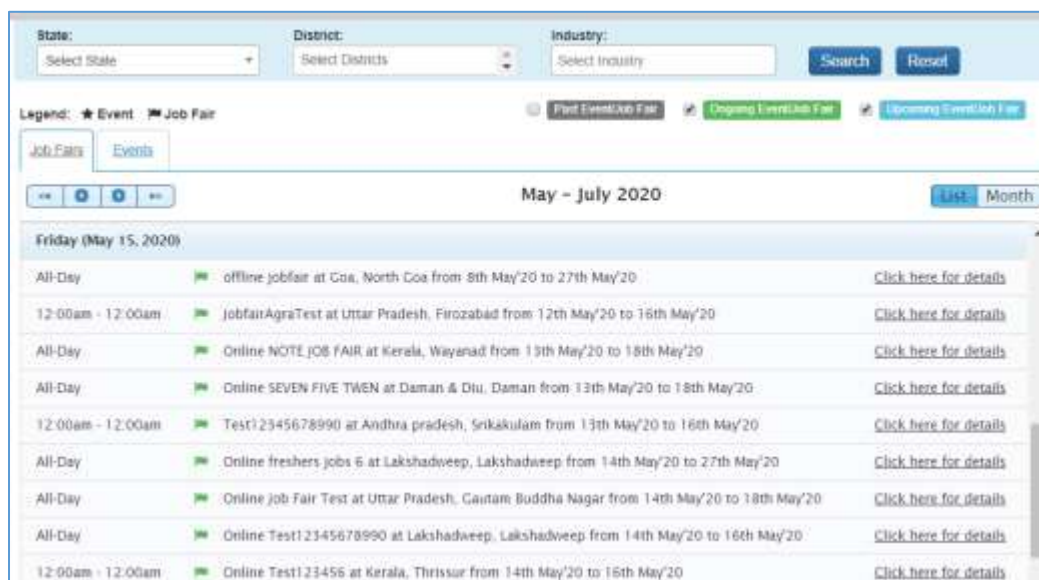 State: District: Industry:
Select State Select Districts Select Industry Search Reset
Legend: ★ Event Job Fair Past Event/Job Fair Ongoing Event/Job Fair Upcoming Event/Job Fair
Job Fairs Events
May – July 2020 List Month
Friday (May 15, 2020)
All-Day offline jobfair at Goa, North Goa from 8th May'20 to 27th May'20 Click here for details
12:00am - 12:00am JobfairAgraTest at Uttar Pradesh, Firozabad from 12th May'20 to 16th May'20 Click here for details
All-Day Online NOTE JOB FAIR at Kerala, Wayanad from 13th May'20 to 18th May'20 Click here for details
All-Day Online SEVEN FIVE TWEN at Daman & Diu, Daman from 13th May'20 to 18th May'20 Click here for details
12:00am - 12:00am Test12345678990 at Andhra pradesh, Srikakulam from 13th May'20 to 16th May'20 Click here for details
All-Day Online freshers jobs 6 at Lakshadweep, Lakshadweep from 14th May'20 to 27th May'20 Click here for details
All-Day Online Job Fair Test at Uttar Pradesh, Gautam Buddha Nagar from 14th May'20 to 18th May'20 Click here for details
All-Day Online Test12345678990 at Lakshadweep, Lakshadweep from 14th May'20 to 16th May'20 Click here for details
12:00am - 12:00am Online Test123456 at Kerala, Thrissur from 14th May'20 to 16th May'20 Click here for details